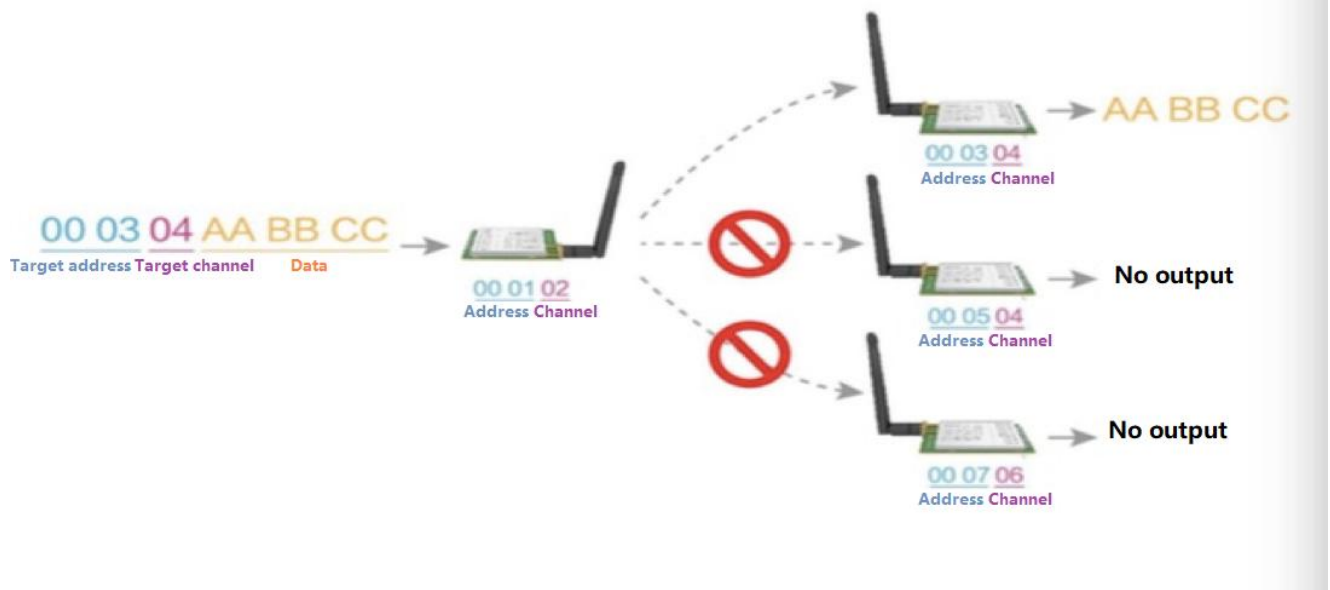 AA BB CC
00 03 04
Address Channel
00 03 04 AA BB CC
Target address Target channel Data
00 01 02
Address Channel
No output
00 05 04
Address Channel
No output
00 07 06
Address Channel